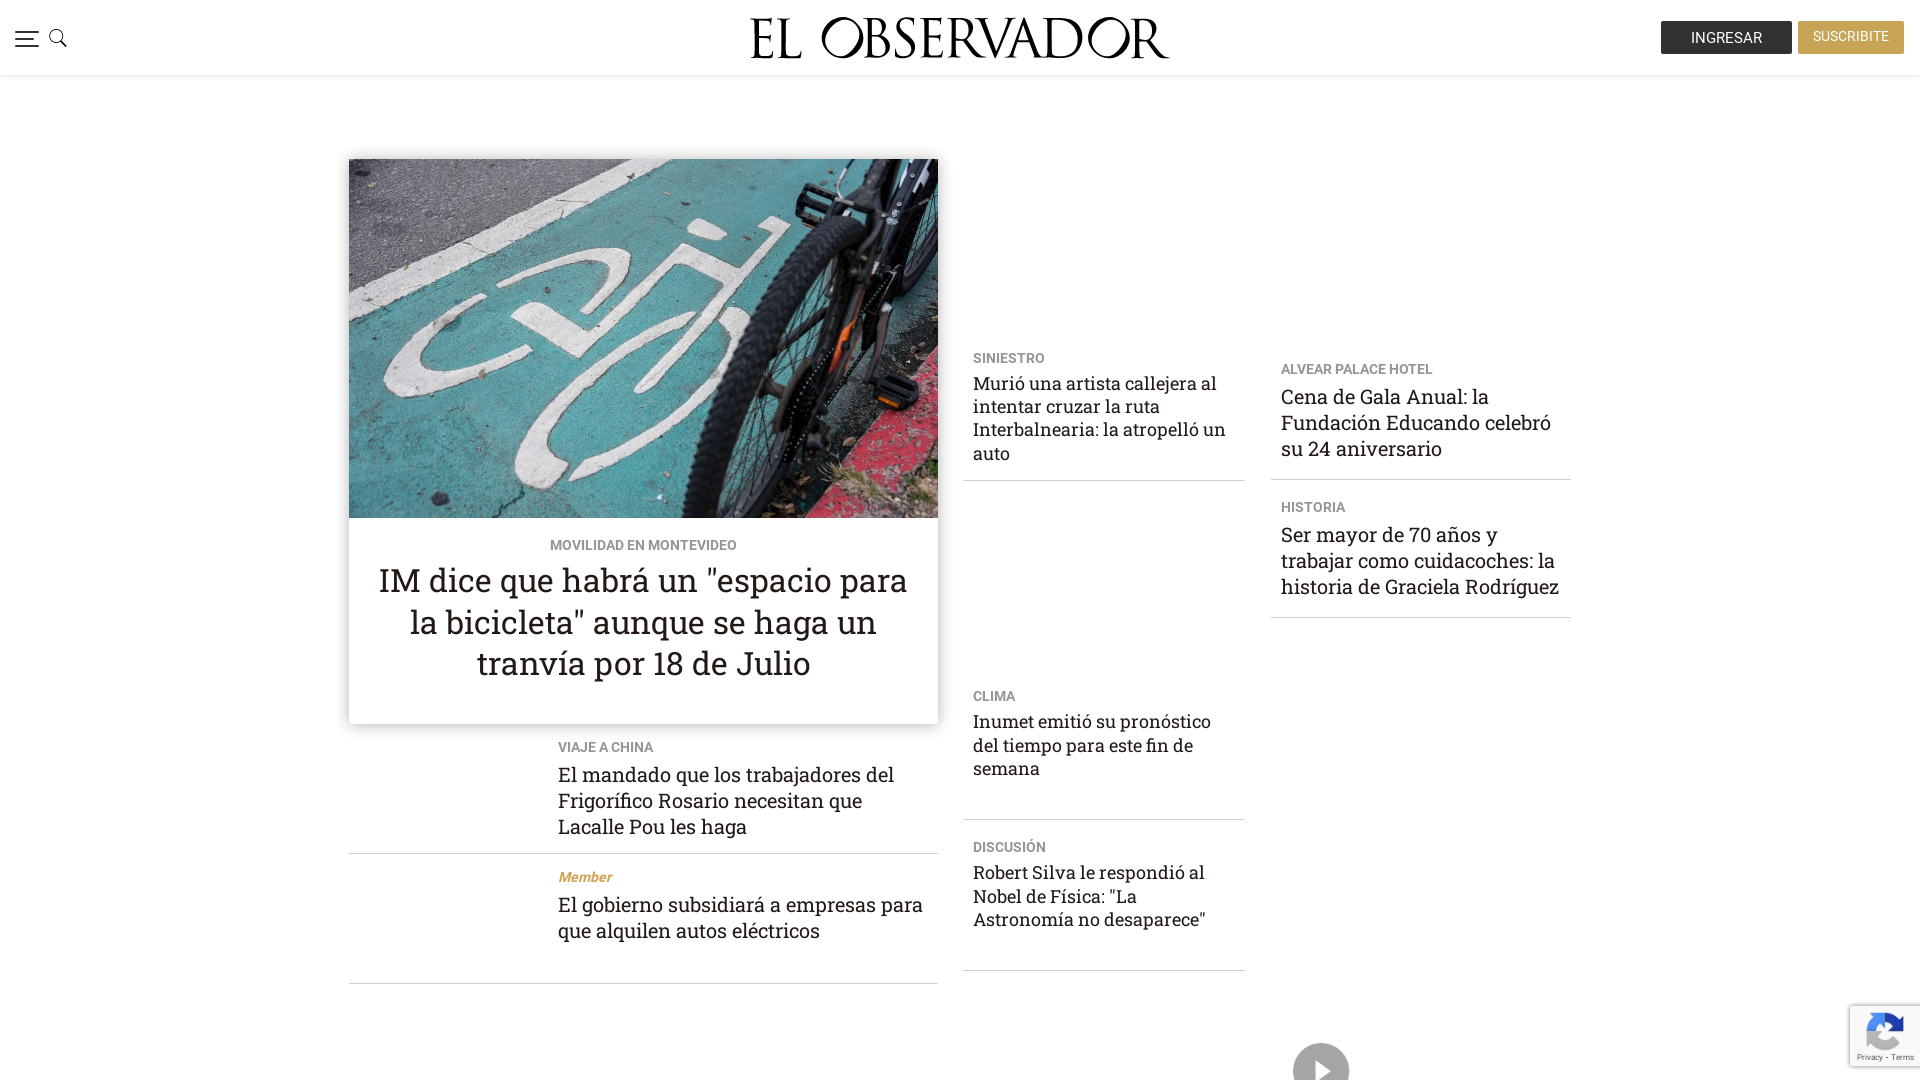 EL OBSERVADOR
INGRESAR
SUSCRIBITE
MOVILIDAD EN MONTEVIDEO
IM dice que habrá un "espacio para
la bicicleta" aunque se haga un
tranvía por 18 de Julio
VIAJE A CHINA
El mandado que los trabajadores del
Frigorífico Rosario necesitan que
Lacalle Pou les haga
Member
El gobierno subsidiará a empresas para
que alquilen autos eléctricos
SINIESTRO
Murió una artista callejera al
intentar cruzar la ruta
Interbalnearia: la atropelló un
auto
CLIMA
Inumet emitió su pronóstico
del tiempo para este fin de
semana
DISCUSIÓN
Robert Silva le respondió al
Nobel de Física: "La
Astronomía no desaparece"
ALVEAR PALACE HOTEL
Cena de Gala Anual: la
Fundación Educando celebró
su 24 aniversario
HISTORIA
Ser mayor de 70 años y
trabajar como cuidacoches: la
historia de Graciela Rodríguez
Privacy - Terms